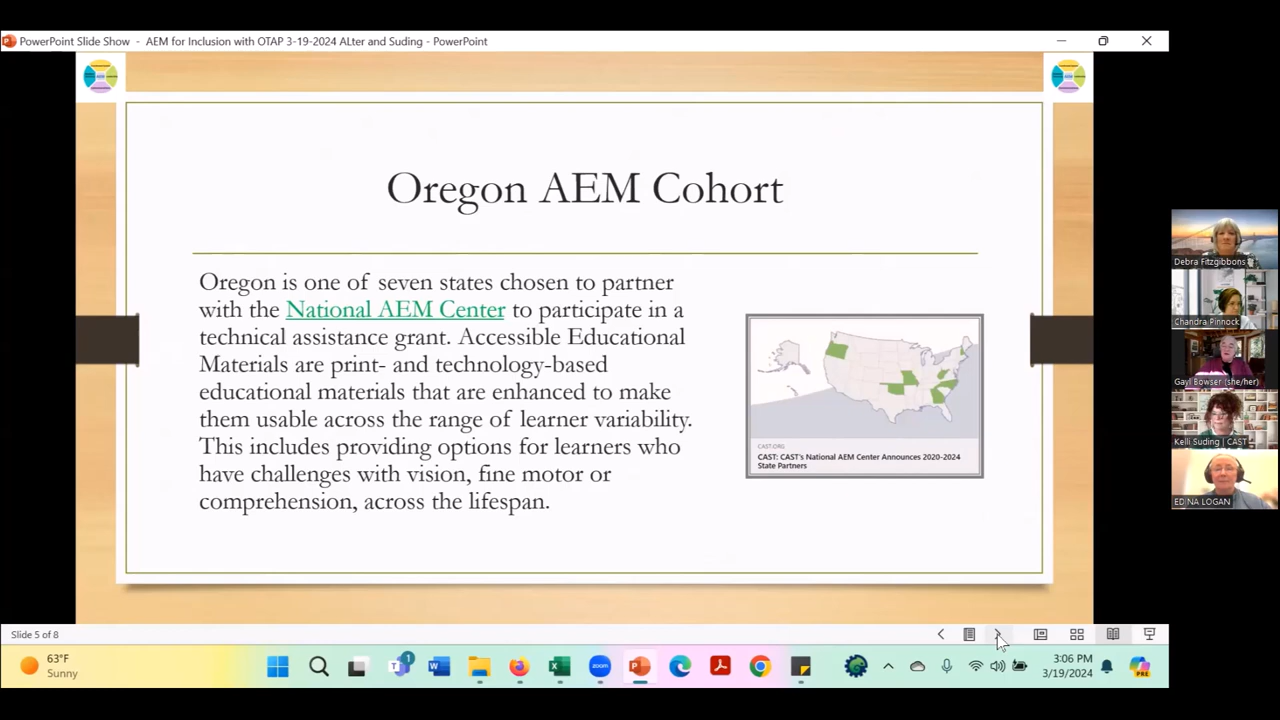 PowerPoint Slide Show - AEM for Inclusion with OTAP 3-19-2024 ALter and Suding - PowerPoint
Oregon AEM Cohort
Oregon is one of seven states chosen to partner
with the National AEM Center to participate in a
technical assistance grant. Accessible Educational
Materials are print- and technology-based
educational materials that are enhanced to make
them usable across the range of learner variability.
This includes providing options for learners who
have challenges with vision, fine motor or
comprehension, across the lifespan.
CAST.ORG
CAST: CAST's National AEM Center Announces 2020-2024
State Partners
Debra Fitzgibbons
Chandra Pinnock
Gayl Bowser (she/her)
Kelli Suding | CAST
EDINA LOGAN
Slide 5 of 8
63°F
Sunny
1
zoom
PRE
3:06 PM
3/19/2024